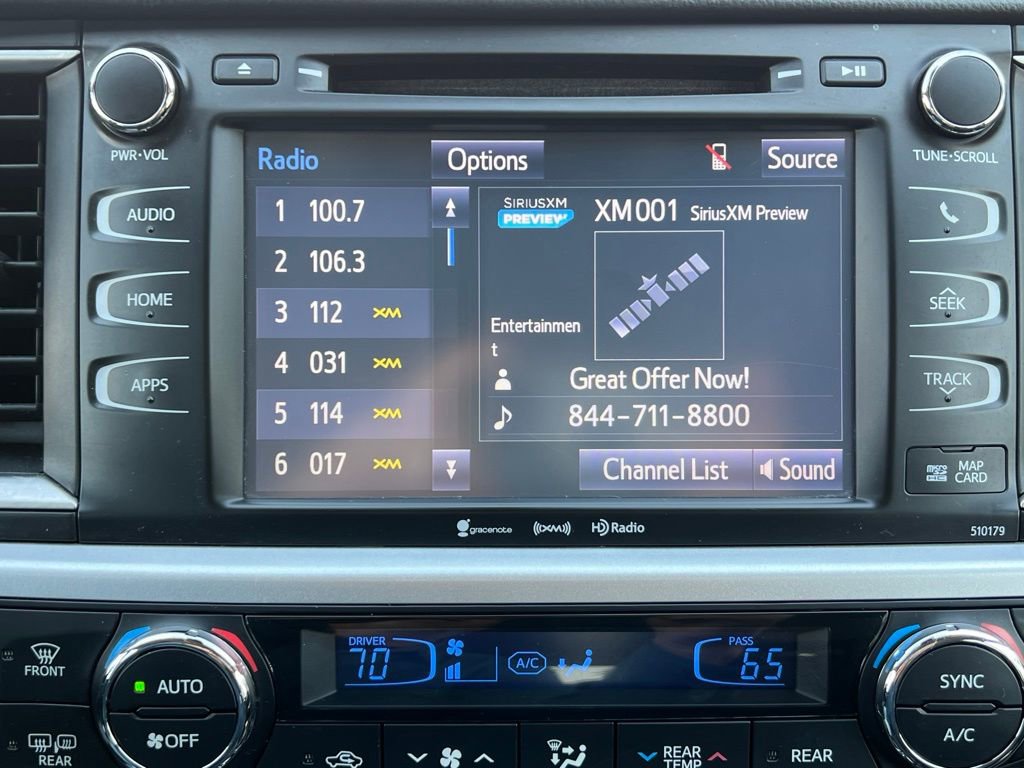 PWR•VOL
TUNE•SCROLL
AUDIO
HOME
APPS
SEEK
TRACK
microSD MAP CARD
510179
Radio
Options
Source
1 100.7
2 106.3
3 112 XM
4 031 XM
5 114 XM
6 017 XM
SIRIUSXM
PREVIEW
XM001 SiriusXM Preview
Entertainmen
t
Great Offer Now!
844-711-8800
Channel List
Sound
gracenote ((XM)) HD Radio
FRONT
REAR
AUTO
OFF
DRIVER
70
A/C
PASS
65
SYNC
A/C
REAR
TEMP
REAR